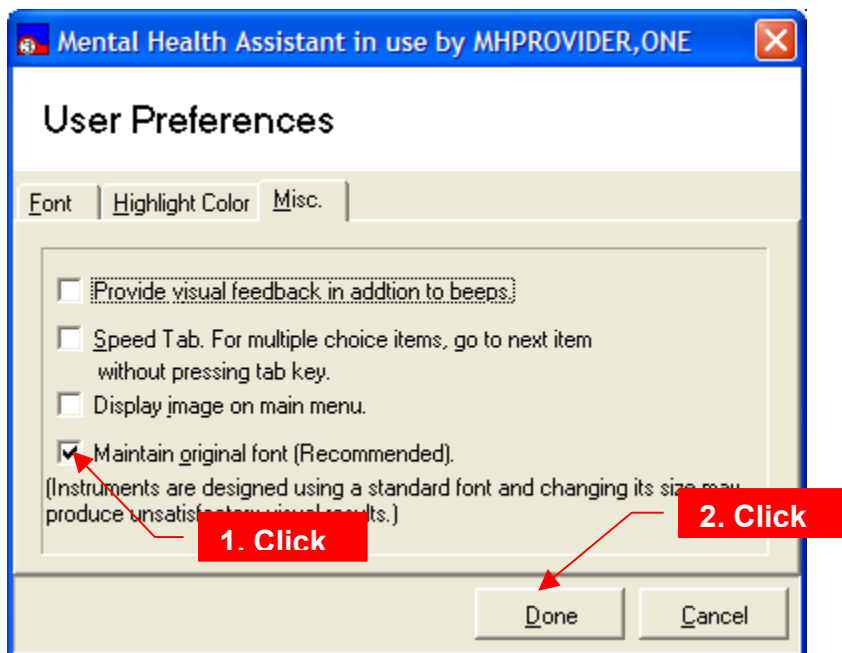 Mental Health Assistant in use by MHPROVIDER,ONE
User Preferences
Font
Highlight Color
Misc.
Provide visual feedback in addtion to beeps.
Speed Tab. For multiple choice items, go to next item
without pressing tab key.
Display image on main menu.
Maintain original font (Recommended).
(Instruments are designed using a standard font and changing its size may
produce unsatisfactory visual results.)
1. Click
2. Click
Done
Cancel